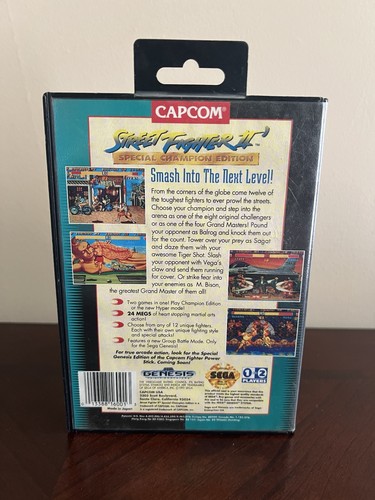 CAPCOM®
STREET FIGHTER II'™
SPECIAL CHAMPION EDITION
Smash Into The Next Level!
From the corners of the globe come twelve of
the toughest fighters to ever prowl the streets.
Choose your champion and step into the
arena as one of the eight original challengers
or as one of the four Grand Masters! Pound
your opponent as Balrog and knock them out
for the count. Tower over your prey as Sagat
and daze them with your
awesome Tiger Shot. Slash
your opponent with Vega's
claw and send them running
for cover. Or strike fear into
your enemies as M. Bison,
the greatest Grand Master of them all!
Two games in one! Play Champion Edition
or the new Hyper mode!
24 MEGS of heart stopping martial arts
action!
Choose from any of 12 unique fighters.
Each with their own unique fighting style
and special attacks!
Features a new Group Battle Mode. Only
for the Sega Genesis!
For true arcade action, look for the Special
Genesis Edition of the Capcom Fighter Power
Stick. Coming Soon!
GENESIS
SEGA
1 OR 2
PLAYERS
CAPCOM USA
Santa Clara, California 95054
Made in Japan